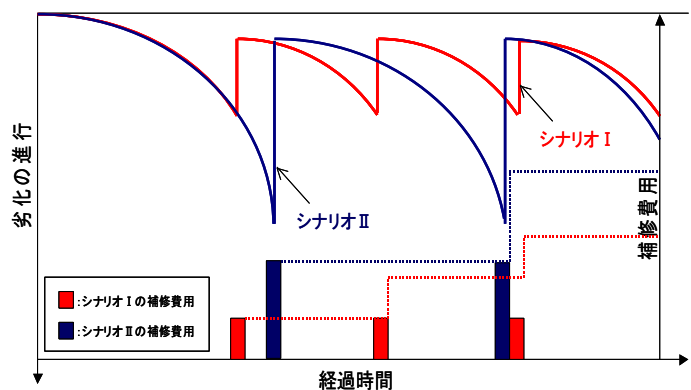 劣化の進行
シナリオⅠ
シナリオⅡ
補修費用
:シナリオⅠの補修費用
:シナリオⅡの補修費用
経過時間